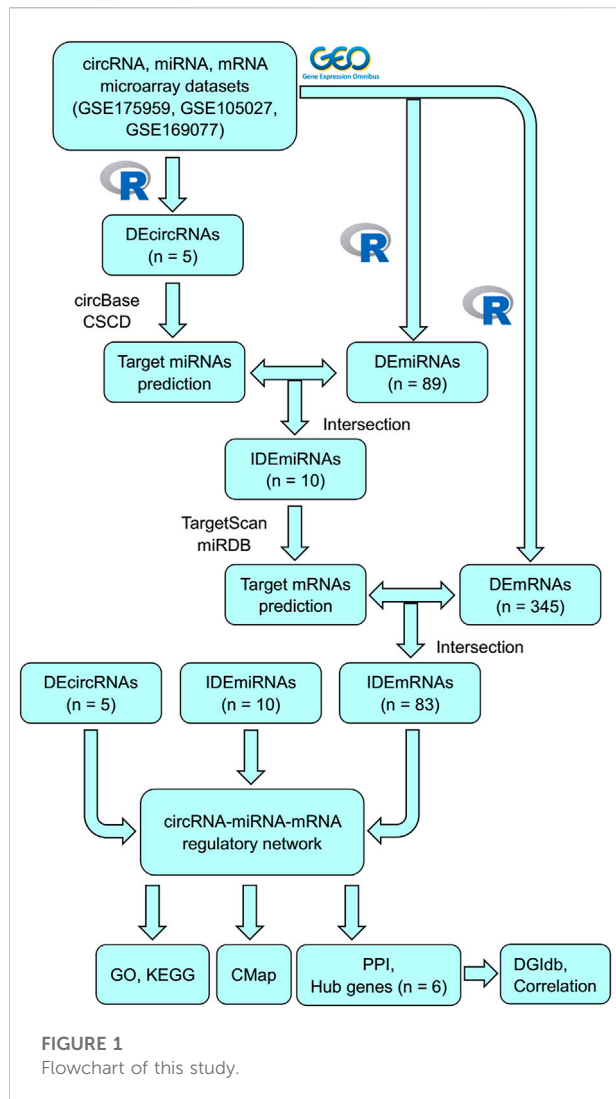 circRNA, miRNA, mRNA
microarray datasets
(GSE175959, GSE105027,
GSE169077)
GEO
Gene Expression Omnibus
R
DEcircRNAs
(n = 5)
R
R
circBase
CSCD
Target miRNAs
prediction
DEmiRNAs
(n = 89)
Intersection
IDEmiRNAs
(n = 10)
TargetScan
miRDB
Target mRNAs
prediction
DEmRNAs
(n = 345)
Intersection
DEcircRNAs
(n = 5)
IDEmiRNAs
(n = 10)
IDEmRNAs
(n = 83)
circRNA-miRNA-mRNA
regulatory network
GO, KEGG
CMap
PPI,
Hub genes (n = 6)
DGIdb,
Correlation
FIGURE 1
Flowchart of this study.